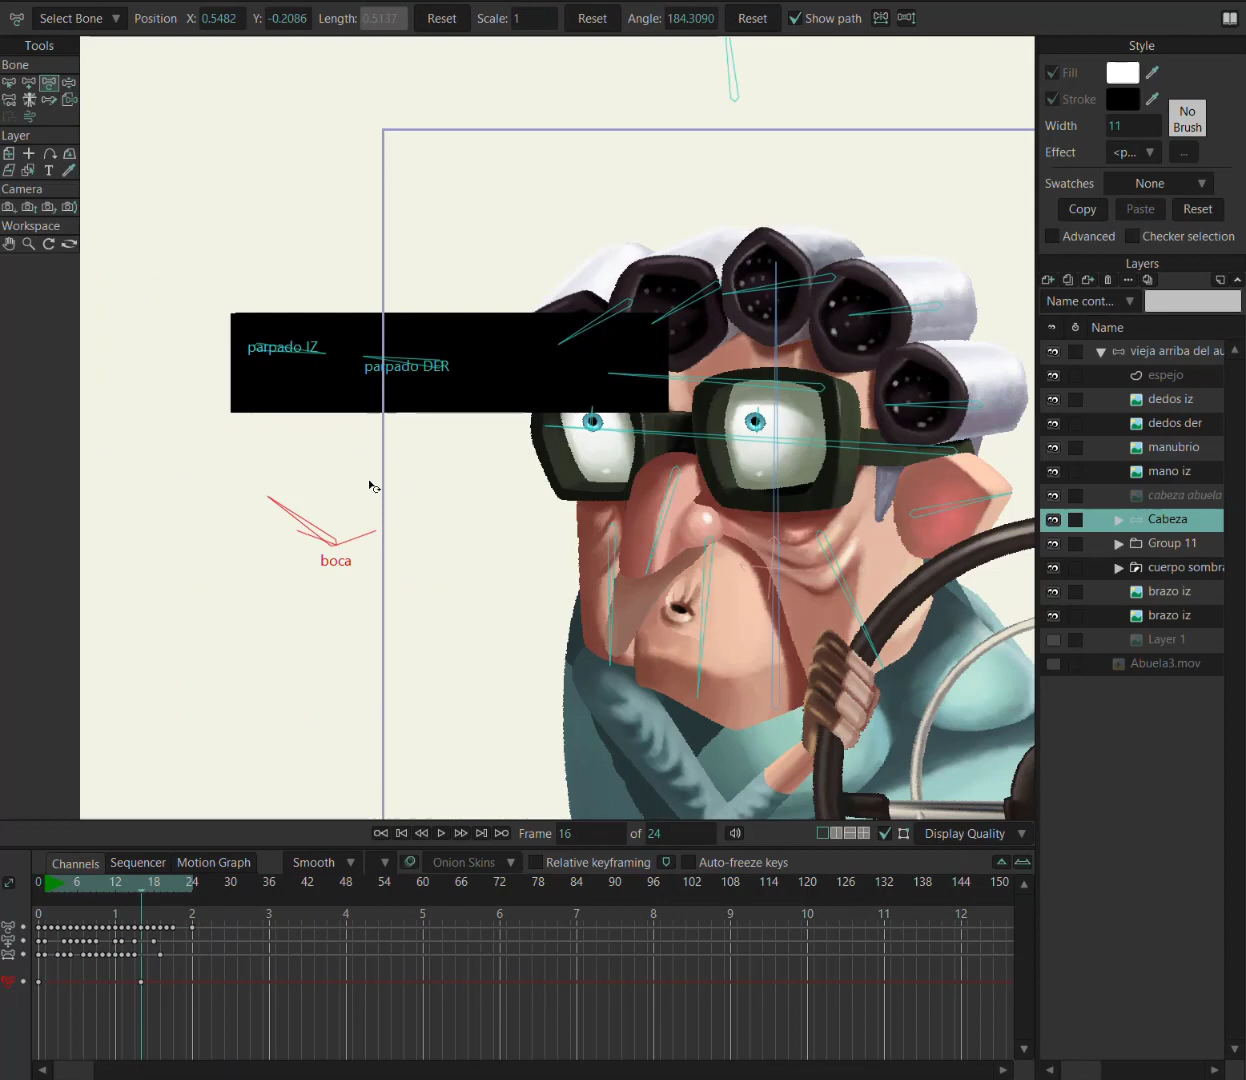 Select Bone Position X: 0.5482 Y: -0.2086 Length: 0.5137 Reset Scale: 1 Reset Angle: 184.3090 Reset Show path
Tools
Bone
Layer
T
Camera
Workspace
parpado IZ
parpado DER
boca
Style
Fill
Stroke
No Brush
Width 11
Effect <p... ...
Swatches None
Copy Paste Reset
Advanced Checker selection
Layers
Name cont...
Name
vieja arriba del au
espejo
dedos iz
dedos der
manubrio
mano iz
cabeza abuela
Cabeza
Group 11
cuerpo sombra
brazo iz
brazo iz
Layer 1
Abuela3.mov
Frame 16 of 24 Display Quality
Channels Sequencer Motion Graph Smooth Onion Skins Relative keyframing Auto-freeze keys
0 6 12 18 24 30 36 42 48 54 60 66 72 78 84 90 96 102 108 114 120 126 132 138 144 150
0 1 2 3 4 5 6 7 8 9 10 11 12